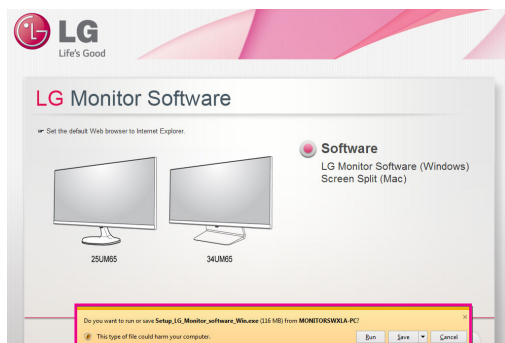 LG
Life's Good
LG Monitor Software
☞ Set the default Web browser to Internet Explorer.
Software
LG Monitor Software (Windows)
Screen Split (Mac)
25UM65
34UM65
Do you want to run or save Setup_LG_Monitor_software_Win.exe (116 MB) from MONITORSWXLA-PC?
This type of file could harm your computer.
Run
Save
Cancel